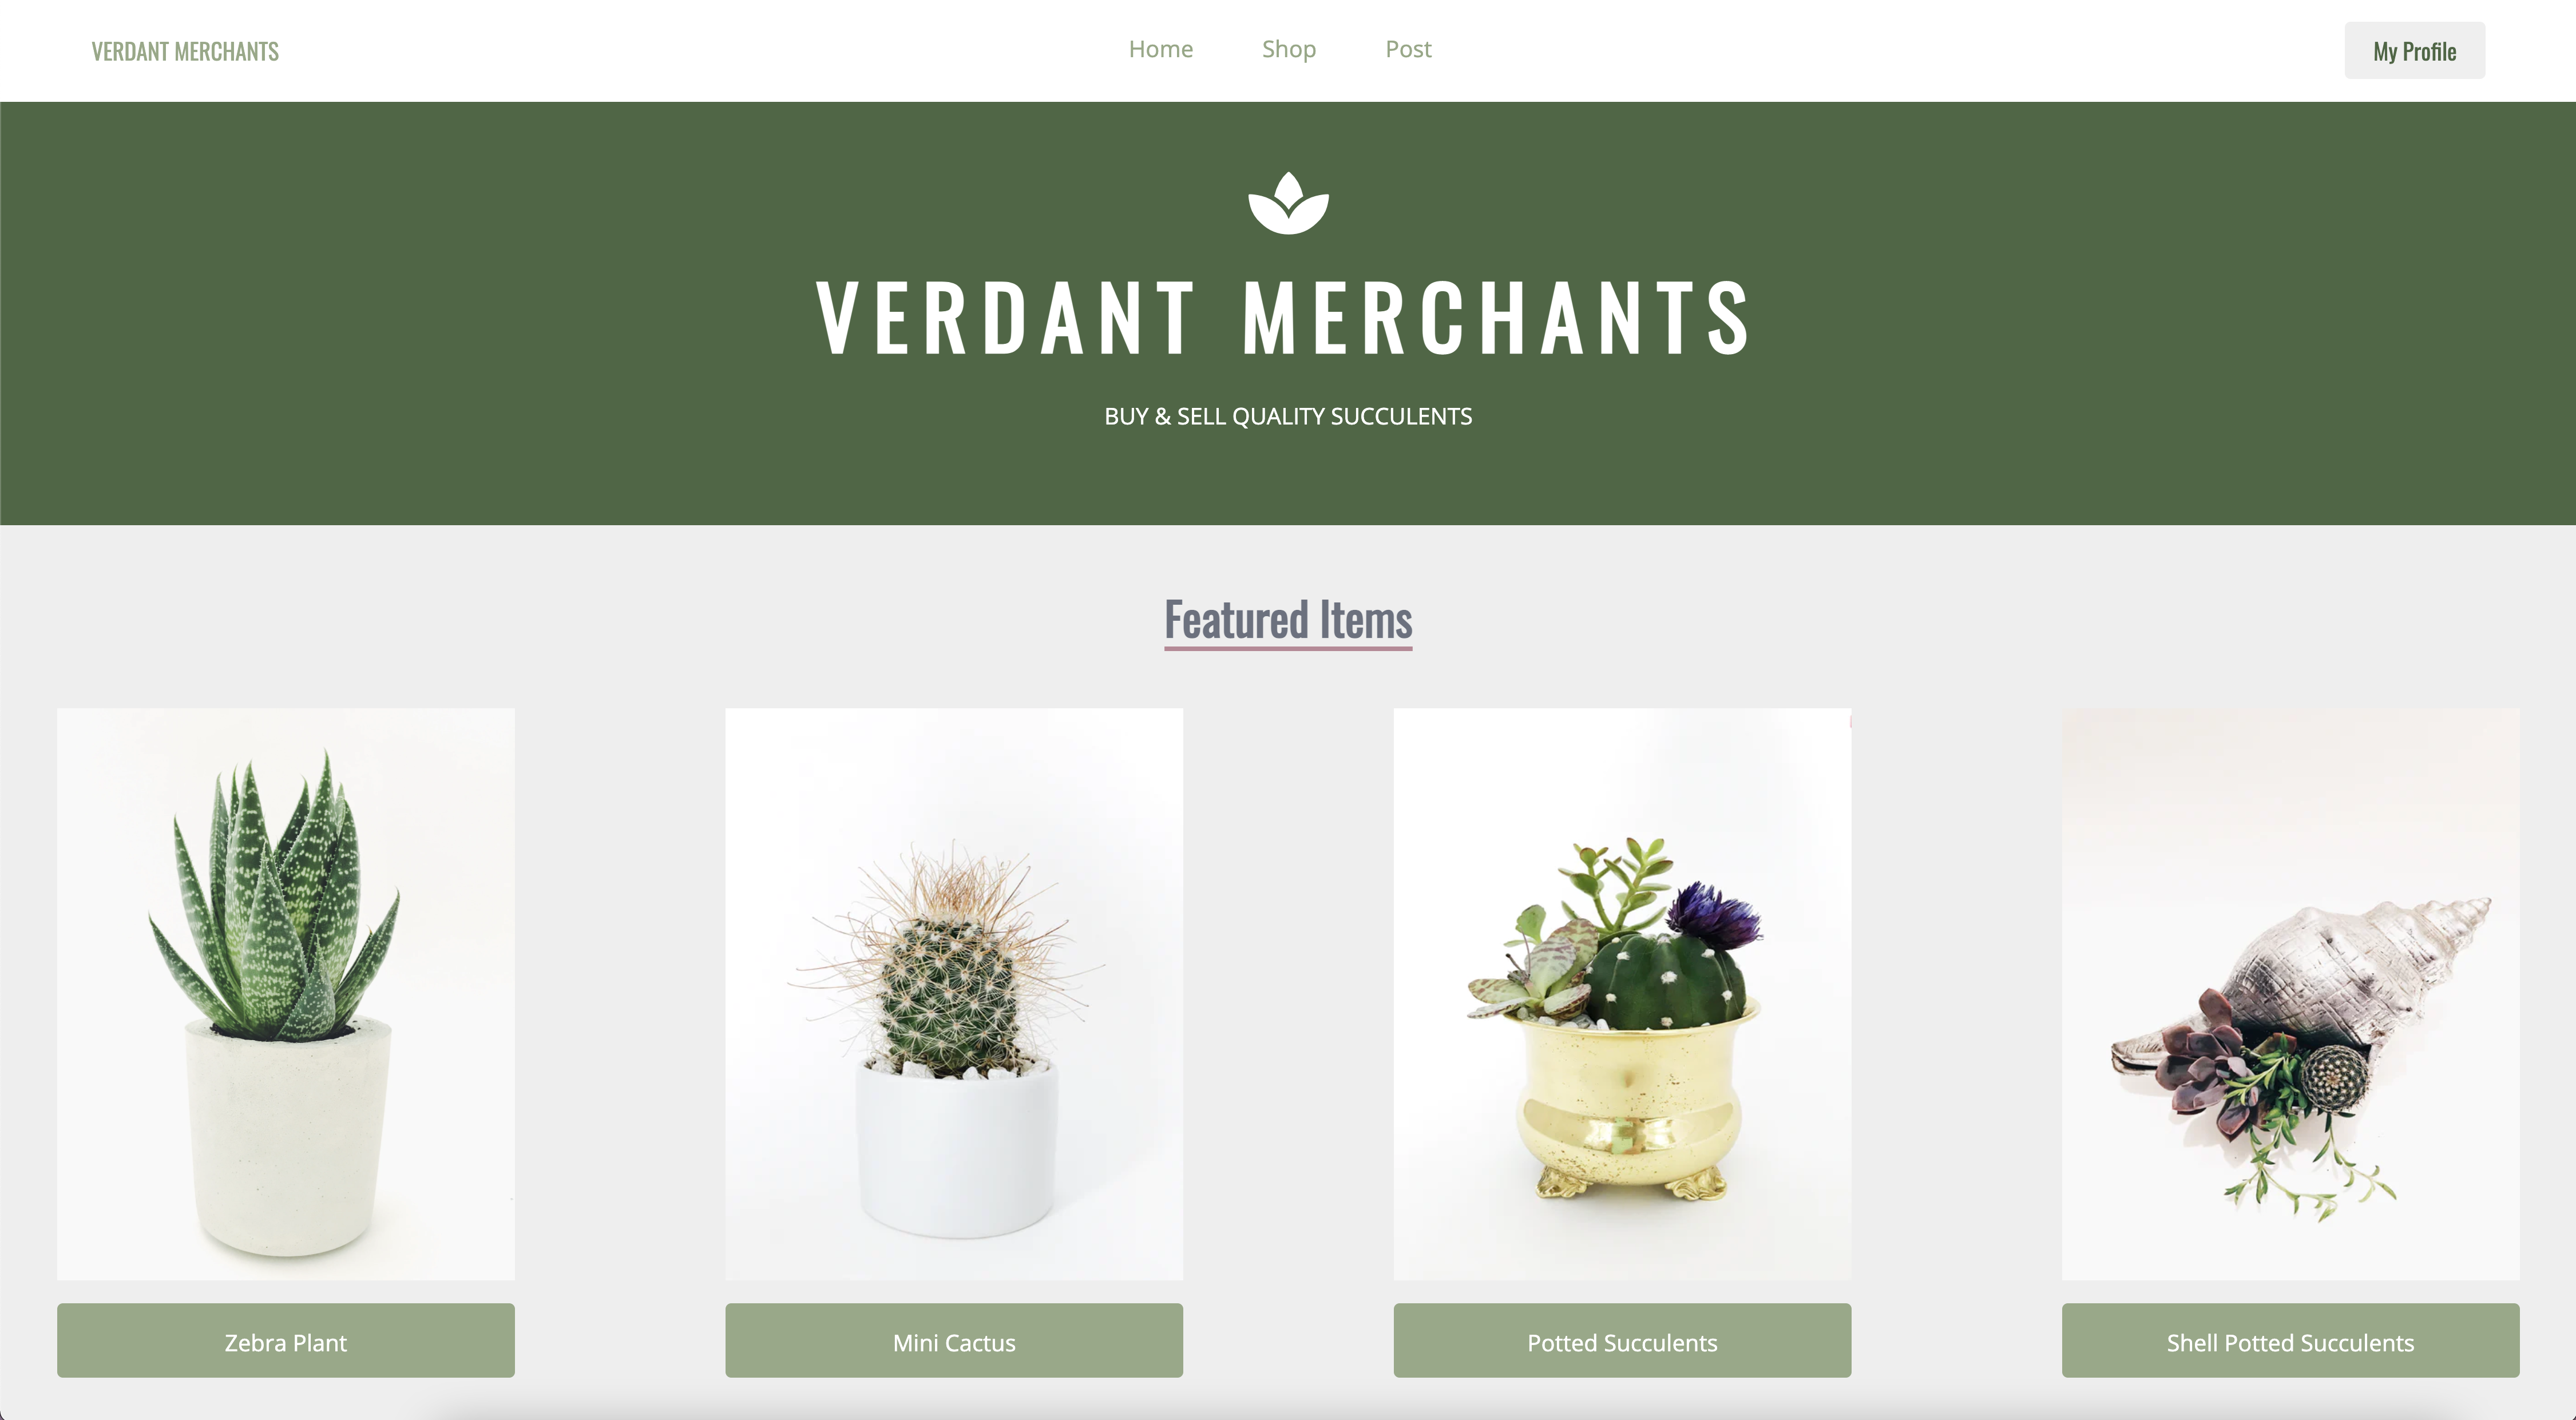 VERDANT MERCHANTS
Home Shop Post
My Profile
VERDANT MERCHANTS
BUY & SELL QUALITY SUCCULENTS
Featured Items
Zebra Plant
Mini Cactus
Potted Succulents
Shell Potted Succulents